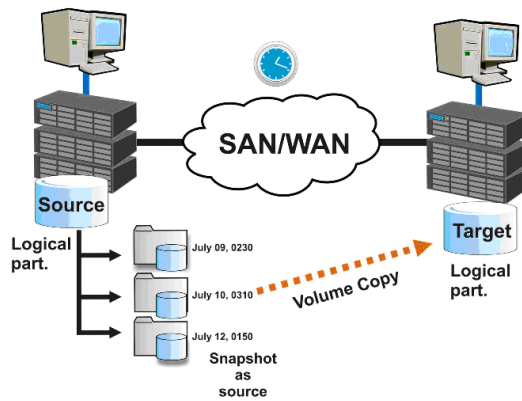 SAN/WAN
Source
Target
Logical
part.
Logical
part.
July 09, 0230
July 10, 0310
July 12, 0150
Volume Copy
Snapshot
as
source